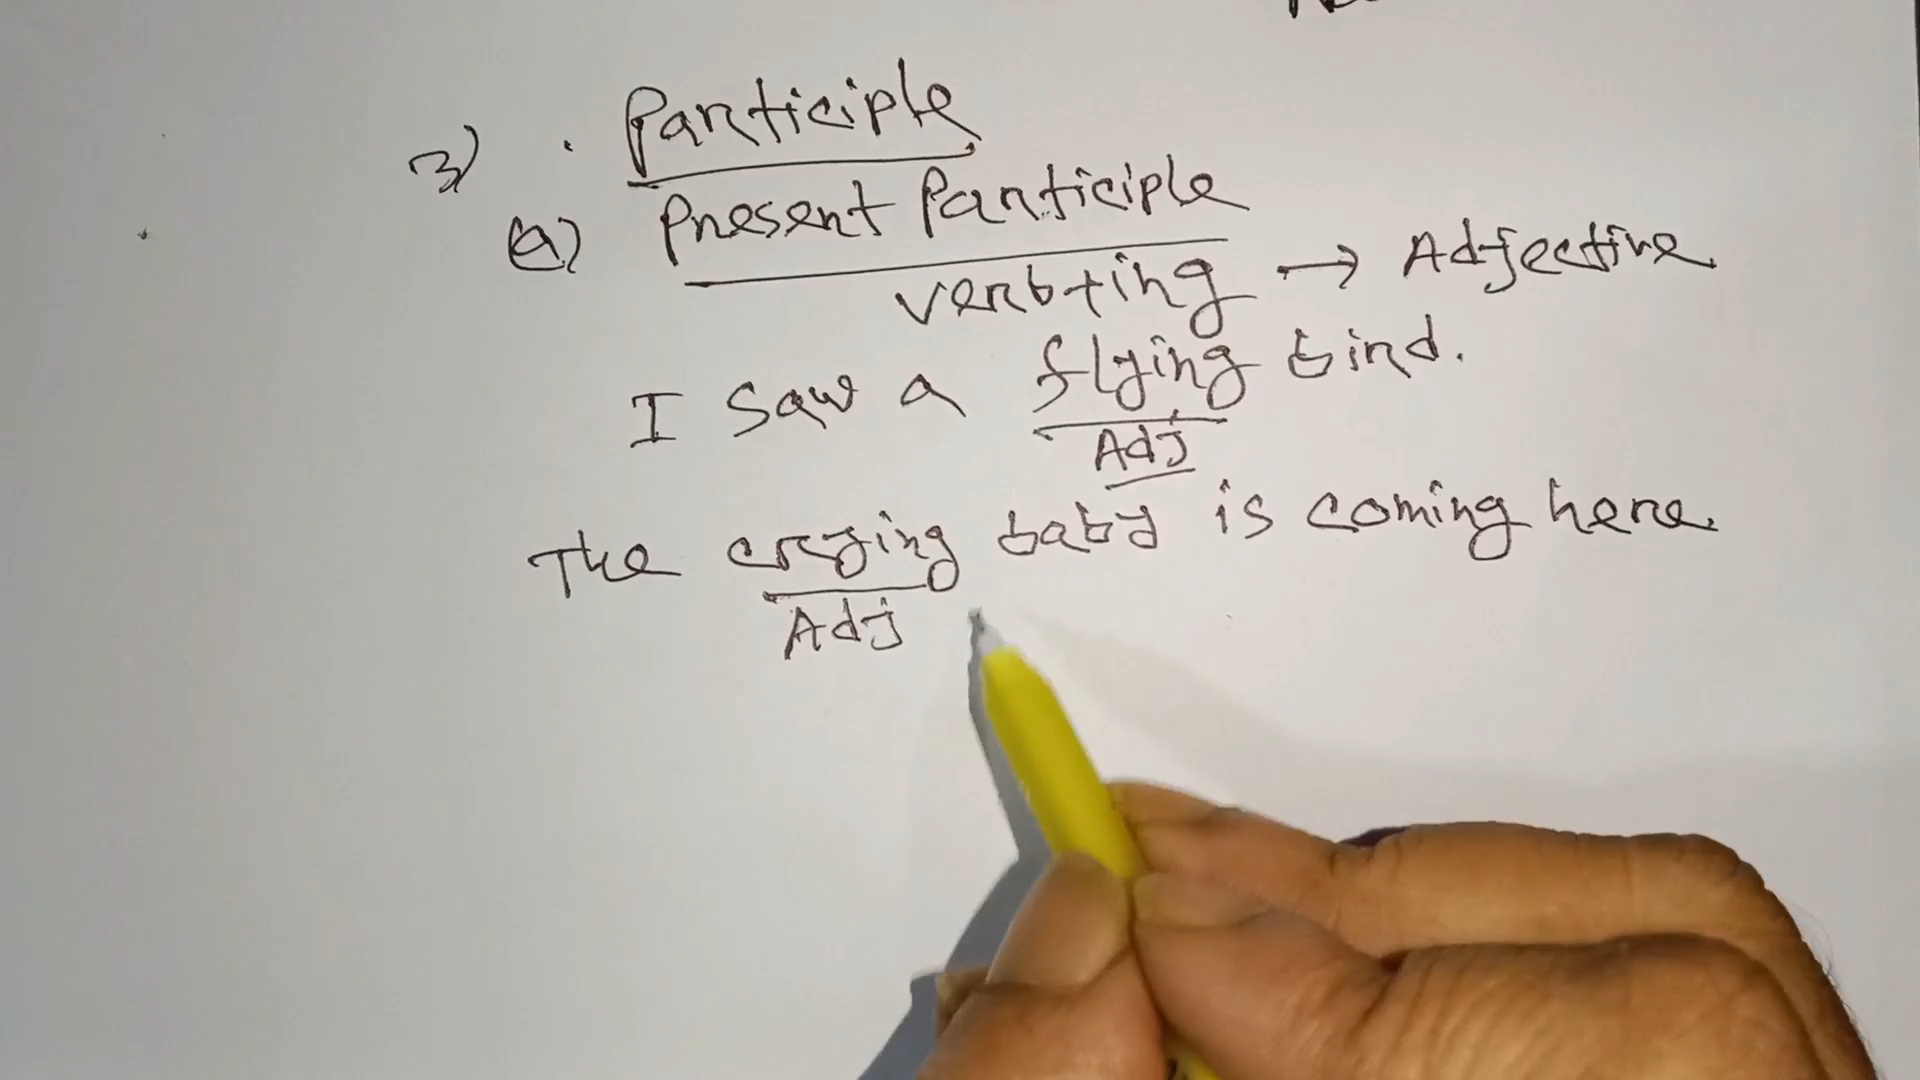 3) Participle
(a) Present Participle
verb+ing → Adjective
I saw a flying bird.
Adj
The crying baby is coming here.
Adj